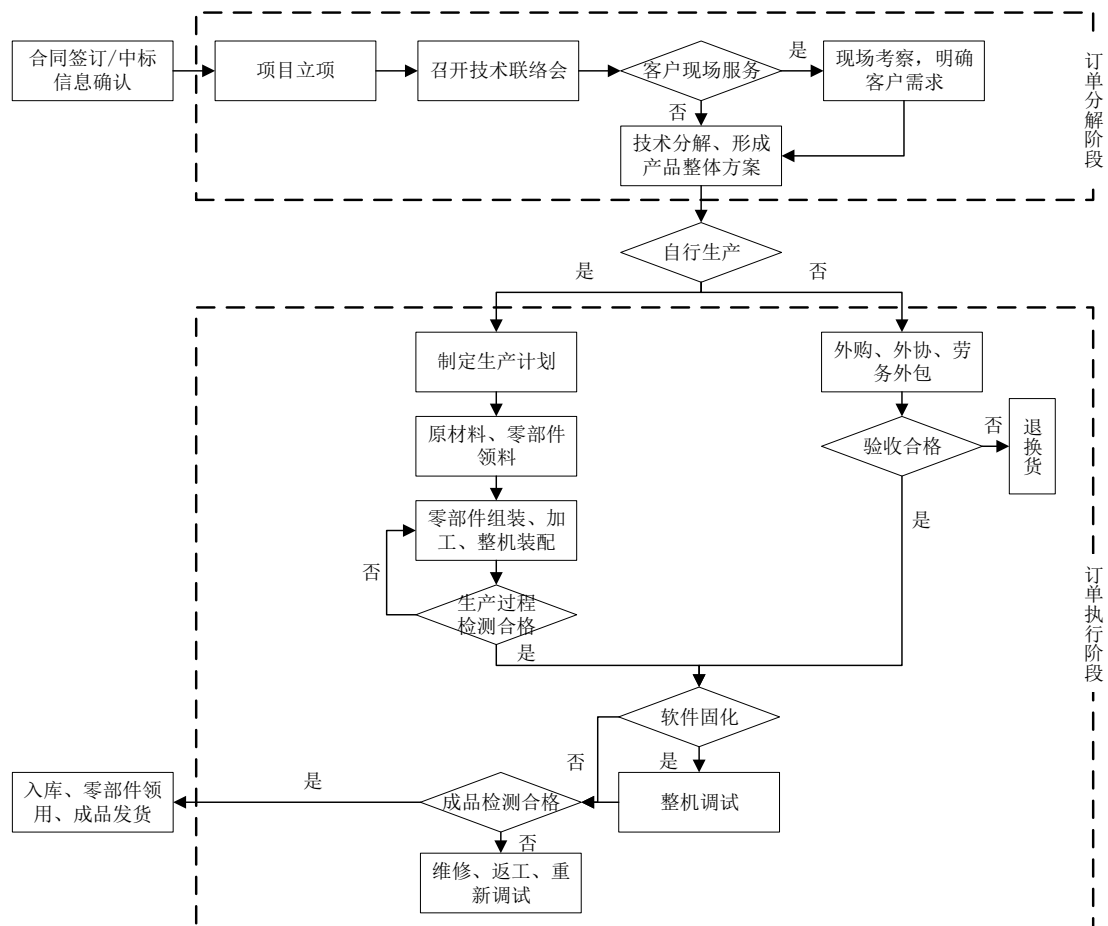 合同签订/中标
信息确认
项目立项
召开技术联络会
客户现场服务
是
现场考察，明确
客户需求
订单分解阶段
否
技术分解、形成
产品整体方案
自行生产
是
否
制定生产计划
外购、外协、劳
务外包
原材料、零部件
领料
验收合格
否
退换货
零部件组装、加
工、整机装配
是
否
生产过程
检测合格
是
订单执行阶段
软件固化
否
是
整机调试
成品检测合格
是
入库、零部件领
用、成品发货
否
维修、返工、重
新调试